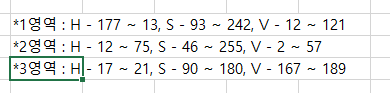 *1영역 : H - 177 ~ 13, S - 93 ~ 242, V - 12 ~ 121
*2영역 : H - 12 ~ 75, S - 46 ~ 255, V - 2 ~ 57
*3영역 : H - 17 ~ 21, S - 90 ~ 180, V - 167 ~ 189